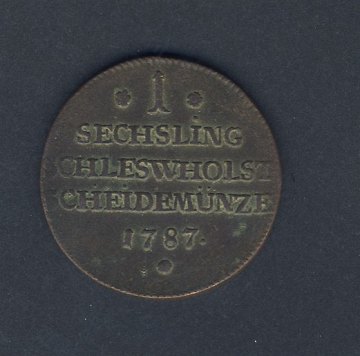 1
SECHSLING
CHLESWHOLST
CHEIDEMÜNZE
1787.